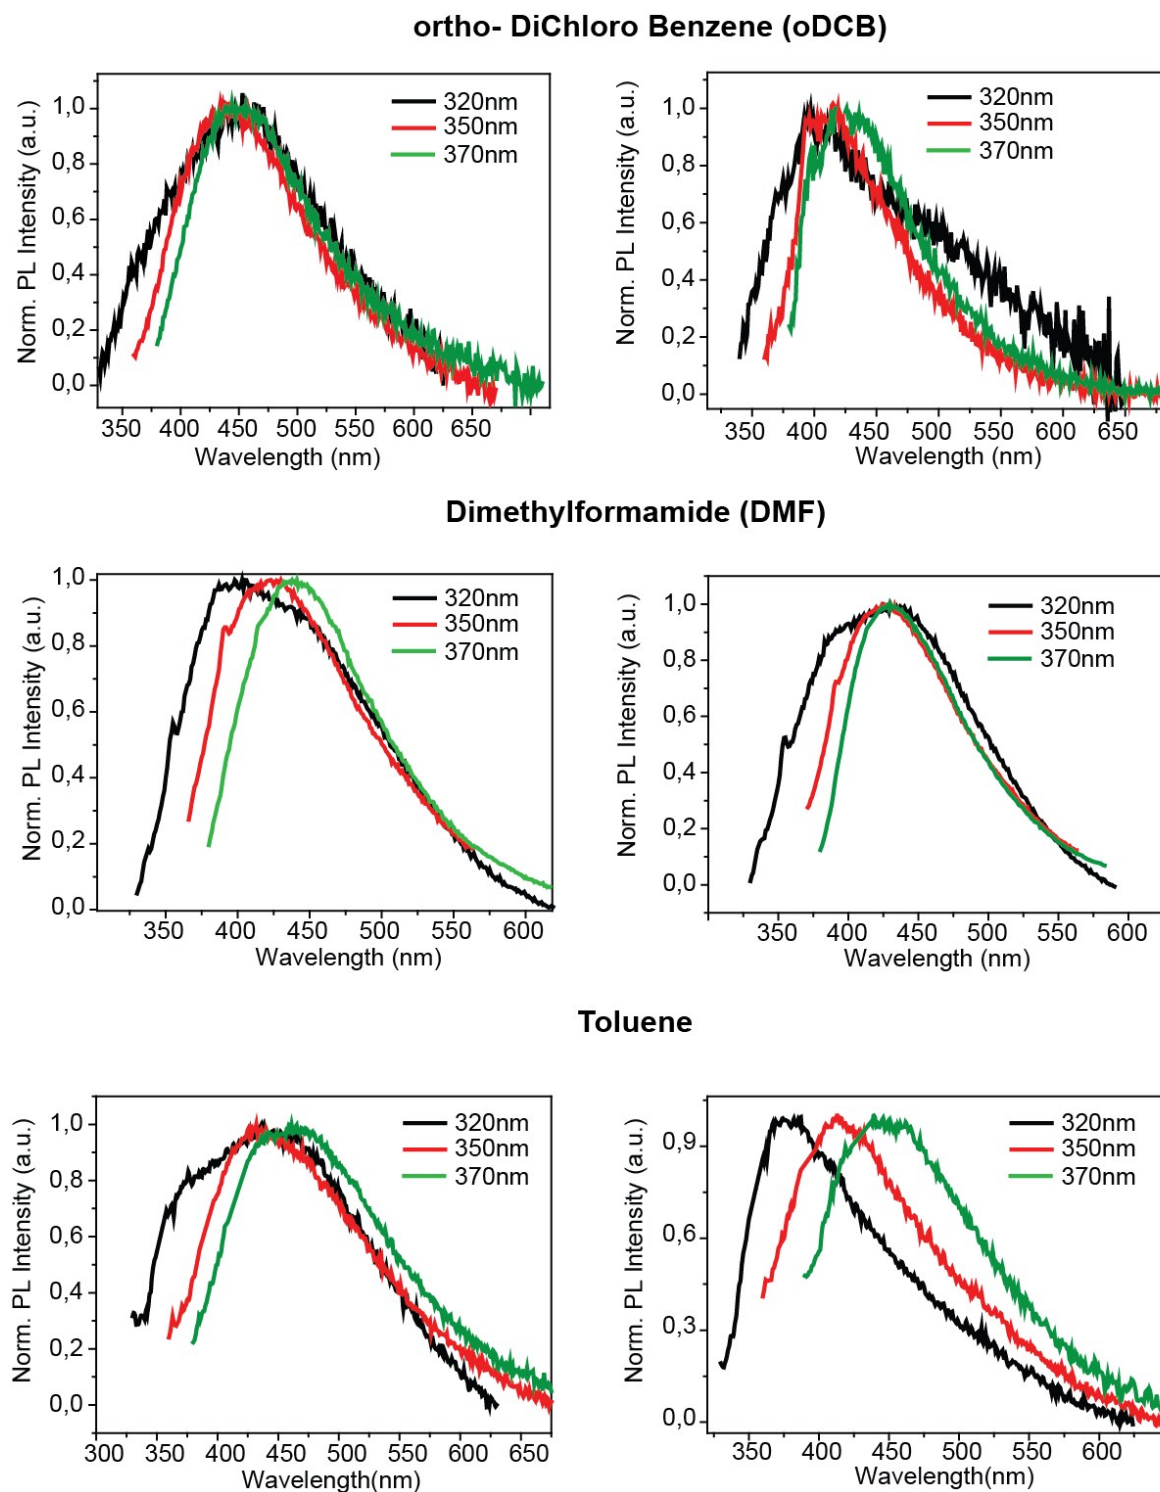 ortho- DiChloro Benzene (oDCB)
Norm. PL Intensity (a.u.)
1,0
0,8
0,6
0,4
0,2
0,0
320nm
350nm
370nm
350 400 450 500 550 600 650
Wavelength (nm)
Norm. PL Intensity (a.u.)
1,0
0,8
0,6
0,4
0,2
0,0
320nm
350nm
370nm
350 400 450 500 550 600 650
Wavelength (nm)
Dimethylformamide (DMF)
Norm. PL Intensity (a.u.)
1,0
0,8
0,6
0,4
0,2
0,0
320nm
350nm
370nm
350 400 450 500 550 600
Wavelength (nm)
Norm. PL Intensity (a.u.)
1,0
0,8
0,6
0,4
0,2
0,0
320nm
350nm
370nm
350 400 450 500 550 600
Wavelength (nm)
Toluene
Norm. PL Intensity (a.u.)
1,0
0,8
0,6
0,4
0,2
0,0
320nm
350nm
370nm
300 350 400 450 500 550 600 650
Wavelength(nm)
Norm. PL Intensity (a.u.)
0,9
0,6
0,3
0,0
320nm
350nm
370nm
350 400 450 500 550 600
Wavelength(nm)